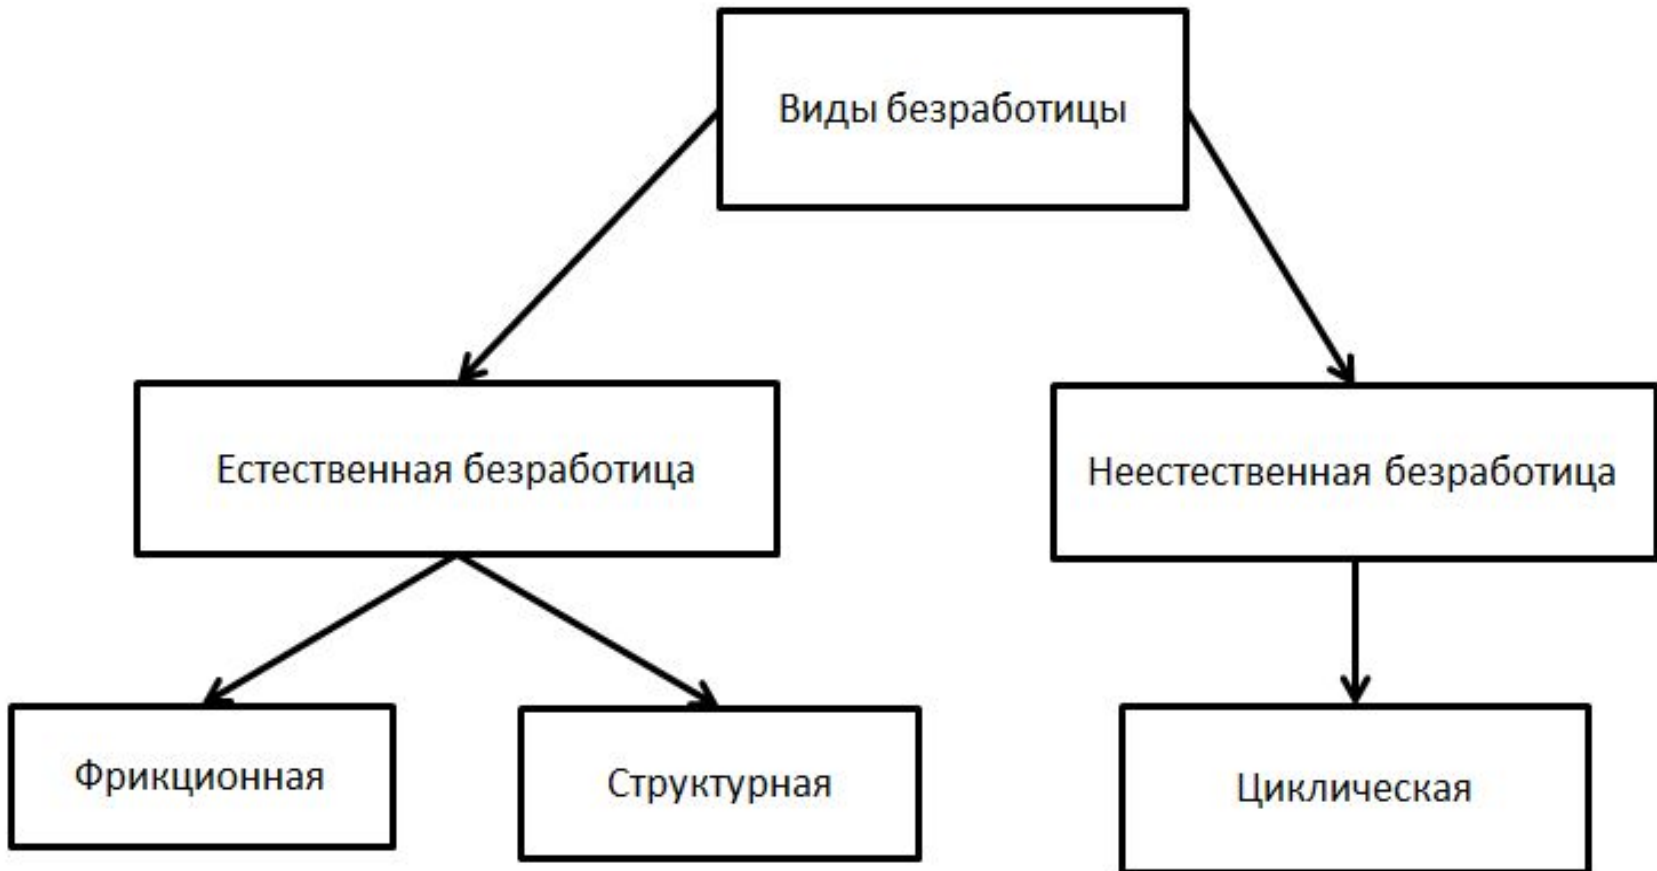 Виды безработицы
Естественная безработица
Неестественная безработица
Фрикционная
Структурная
Циклическая